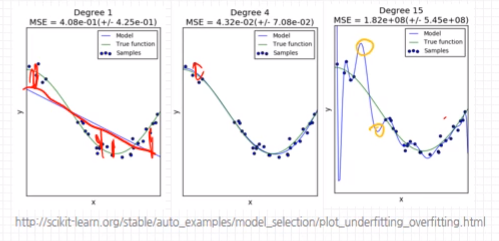 Degree 1
MSE = 4.08e-01(+/- 4.25e-01)
Model
True function
Samples
y
x
Degree 4
MSE = 4.32e-02(+/- 7.08e-02)
Model
True function
Samples
y
x
Degree 15
MSE = 1.82e+08(+/- 5.45e+08)
Model
True function
Samples
y
x
http://scikit-learn.org/stable/auto_examples/model_selection/plot_underfitting_overfitting.html